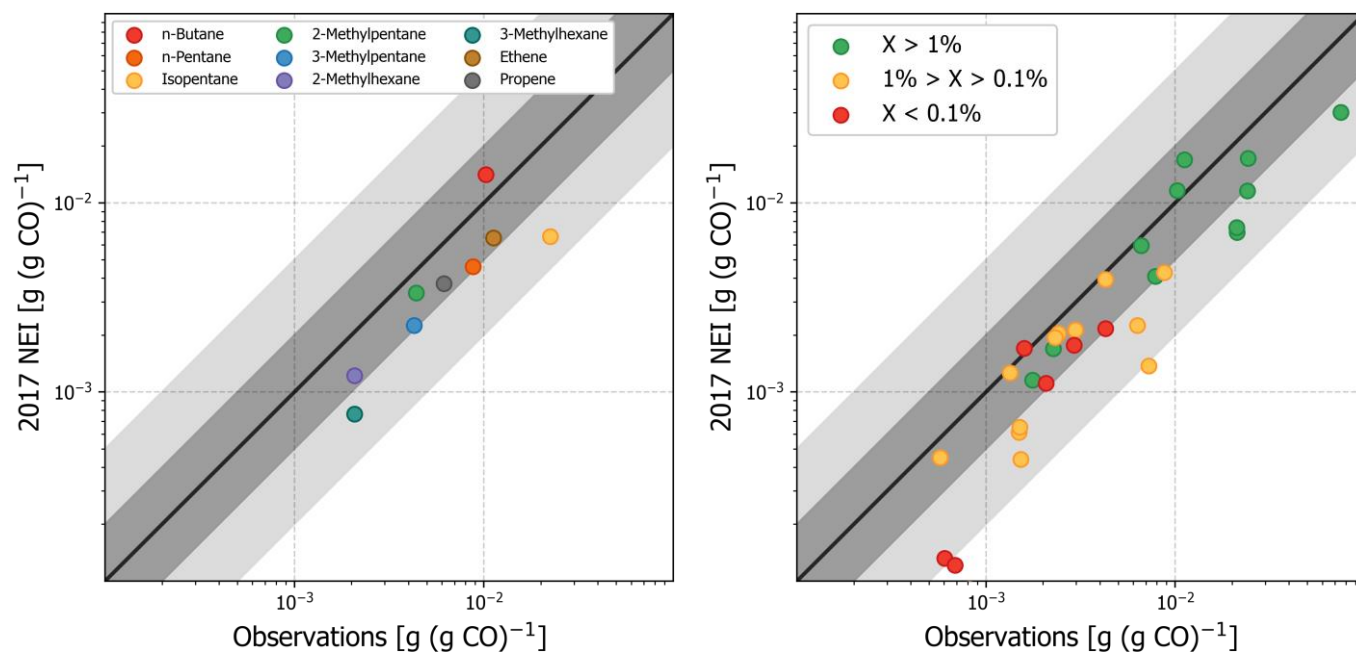 n-Butane 2-Methylpentane 3-Methylhexane
n-Pentane 3-Methylpentane Ethene
Isopentane 2-Methylhexane Propene
2017 NEI [g (g CO)⁻¹]
10⁻²
10⁻³
10⁻³ 10⁻²
Observations [g (g CO)⁻¹]
X > 1%
1% > X > 0.1%
X < 0.1%
2017 NEI [g (g CO)⁻¹]
10⁻²
10⁻³
10⁻³ 10⁻²
Observations [g (g CO)⁻¹]